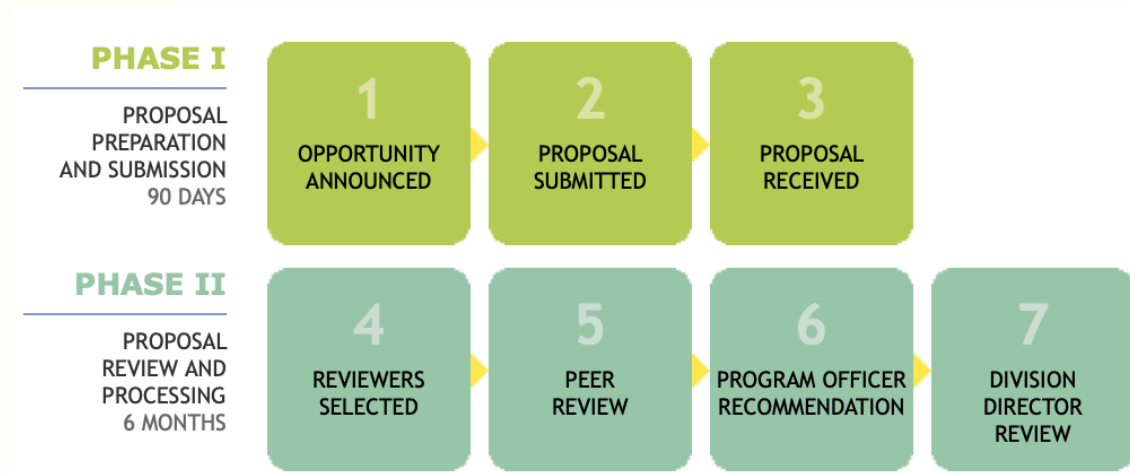 PHASE I
PROPOSAL
PREPARATION
AND SUBMISSION
90 DAYS
1
OPPORTUNITY
ANNOUNCED
2
PROPOSAL
SUBMITTED
3
PROPOSAL
RECEIVED
PHASE II
PROPOSAL
REVIEW AND
PROCESSING
6 MONTHS
4
REVIEWERS
SELECTED
5
PEER
REVIEW
6
PROGRAM OFFICER
RECOMMENDATION
7
DIVISION
DIRECTOR
REVIEW